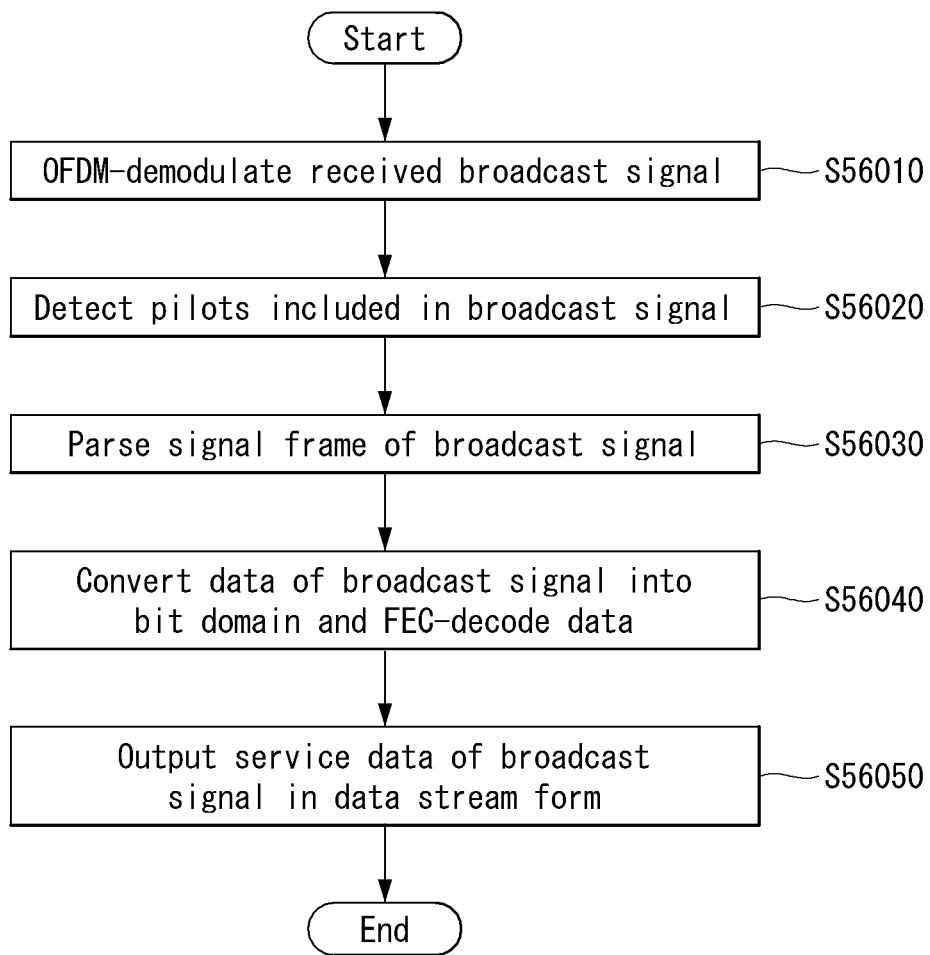 Start
OFDM-demodulate received broadcast signal
S56010
Detect pilots included in broadcast signal
S56020
Parse signal frame of broadcast signal
S56030
Convert data of broadcast signal into
bit domain and FEC-decode data
S56040
Output service data of broadcast
signal in data stream form
S56050
End